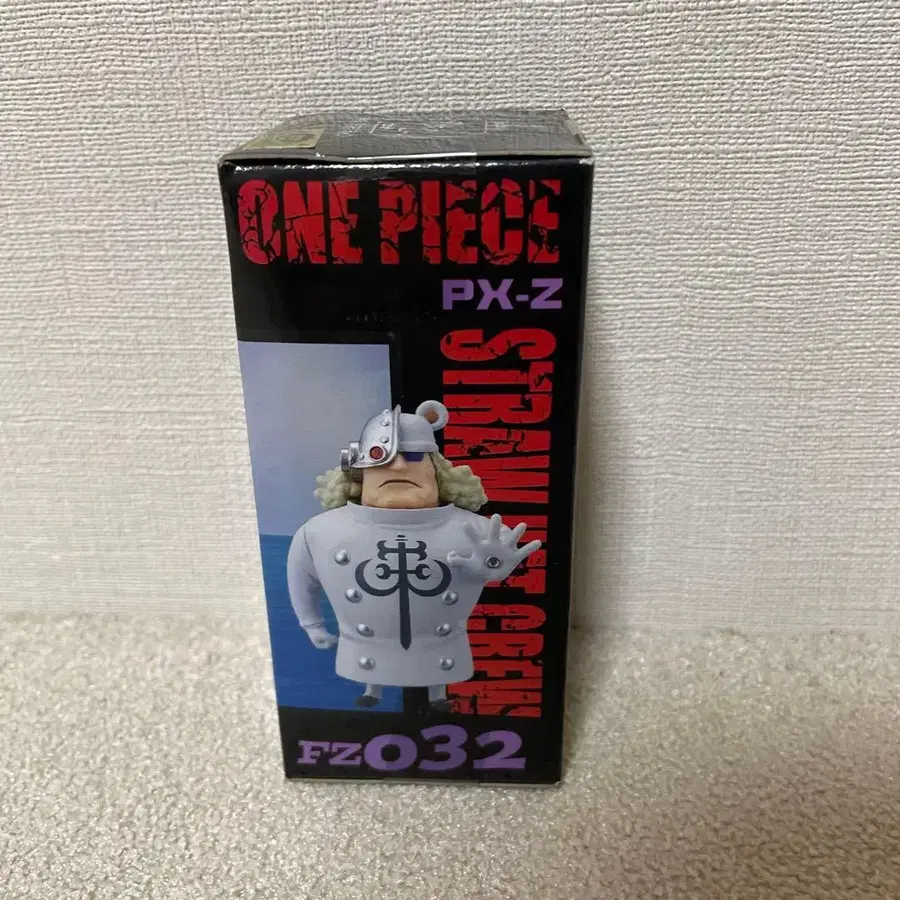 ONE PIECE
PX-Z
STRAW HAT CREW
FZ032